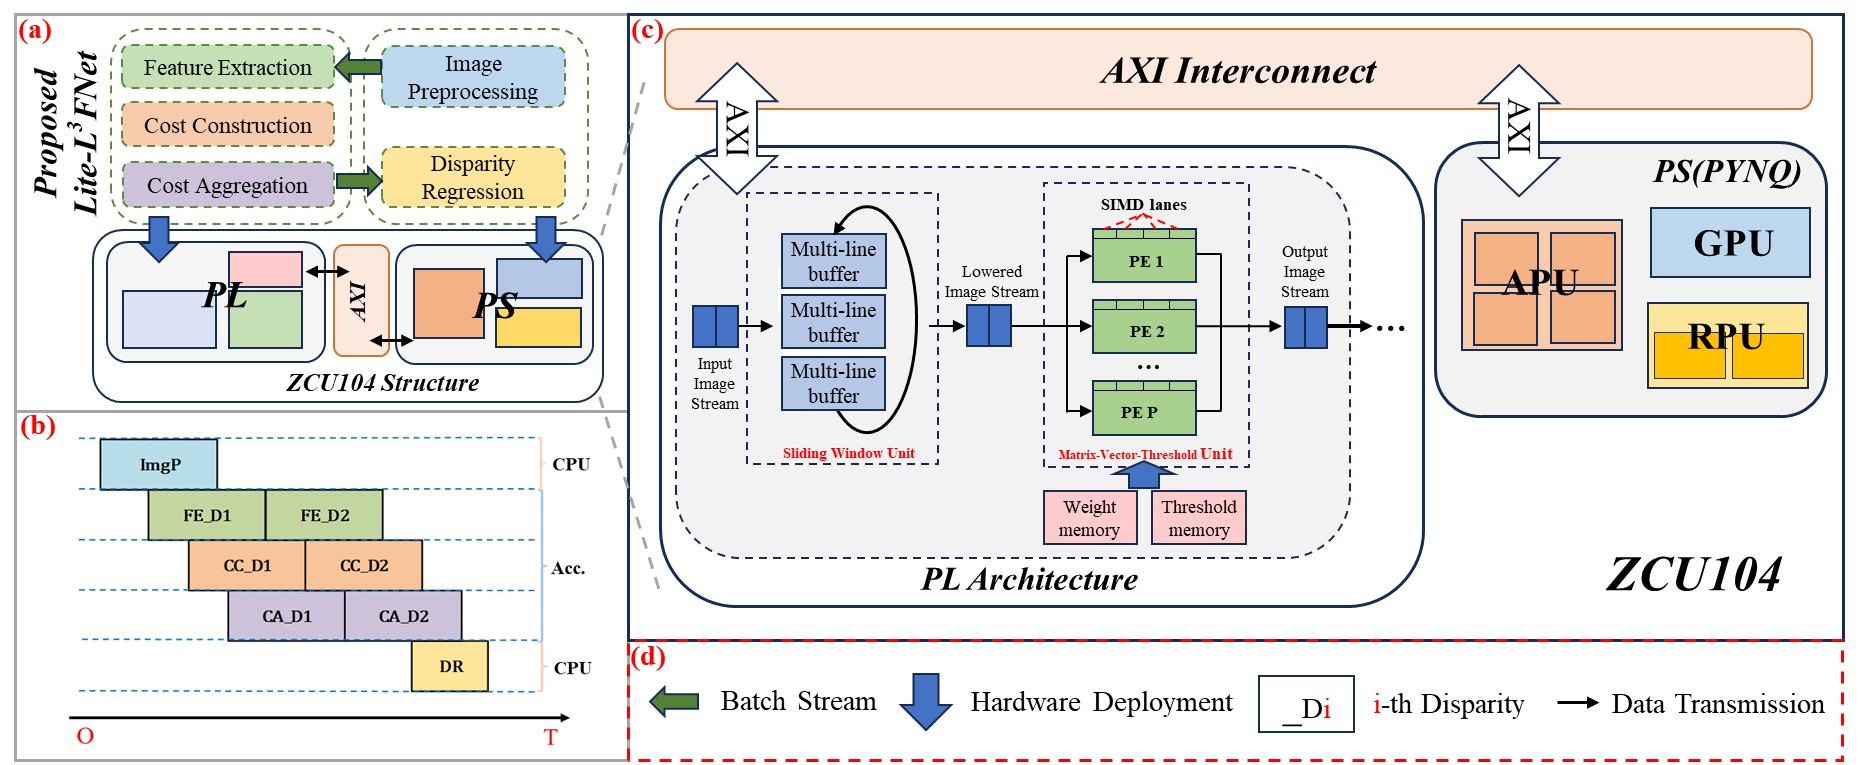 (a)
Proposed
Lite-L³FNet
Feature Extraction
Cost Construction
Cost Aggregation
Image
Preprocessing
Disparity
Regression
PL
AXI
PS
ZCU104 Structure
(b)
ImgP
FE_D1
FE_D2
CC_D1
CC_D2
CA_D1
CA_D2
DR
CPU
Acc.
CPU
O
T
(c)
AXI Interconnect
AXI
AXI
Input
Image
Stream
Multi-line
buffer
Multi-line
buffer
Multi-line
buffer
Sliding Window Unit
Lowered
Image Stream
SIMD lanes
PE 1
PE 2
...
PE P
Matrix-Vector-Threshold Unit
Weight
memory
Threshold
memory
Output
Image
Stream
...
PL Architecture
PS(PYNQ)
APU
GPU
RPU
ZCU104
(d)
Batch Stream
Hardware Deployment
_Di
i-th Disparity
Data Transmission